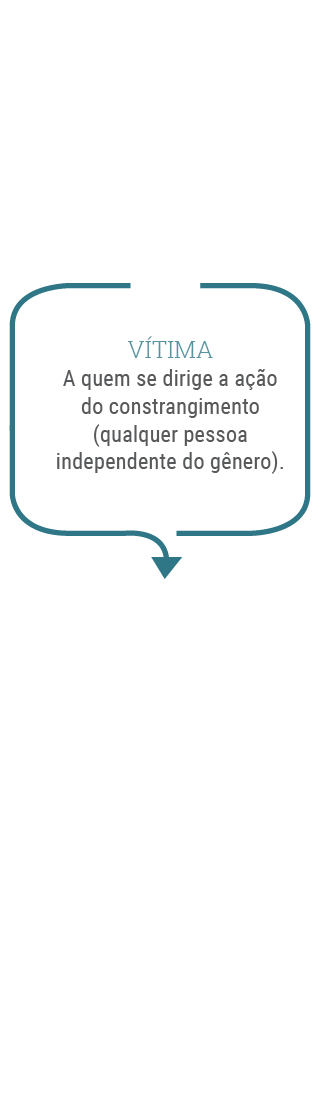 VÍTIMA
A quem se dirige a ação
do constrangimento
(qualquer pessoa
independente do gênero).